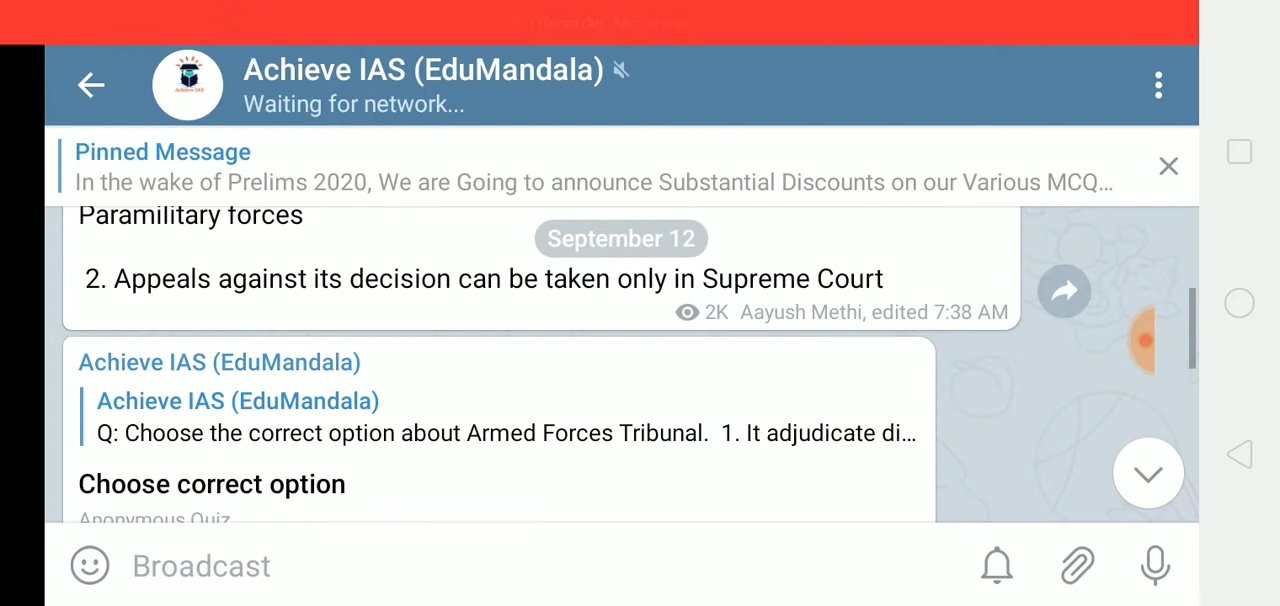 Achieve IAS (EduMandala)
Waiting for network...
Pinned Message
In the wake of Prelims 2020, We are Going to announce Substantial Discounts on our Various MCQ...
Paramilitary forces
September 12
2. Appeals against its decision can be taken only in Supreme Court
2K Aayush Methi, edited 7:38 AM
Achieve IAS (EduMandala)
Achieve IAS (EduMandala)
Q: Choose the correct option about Armed Forces Tribunal. 1. It adjudicate di...
Choose correct option
Anonymous Quiz
Broadcast